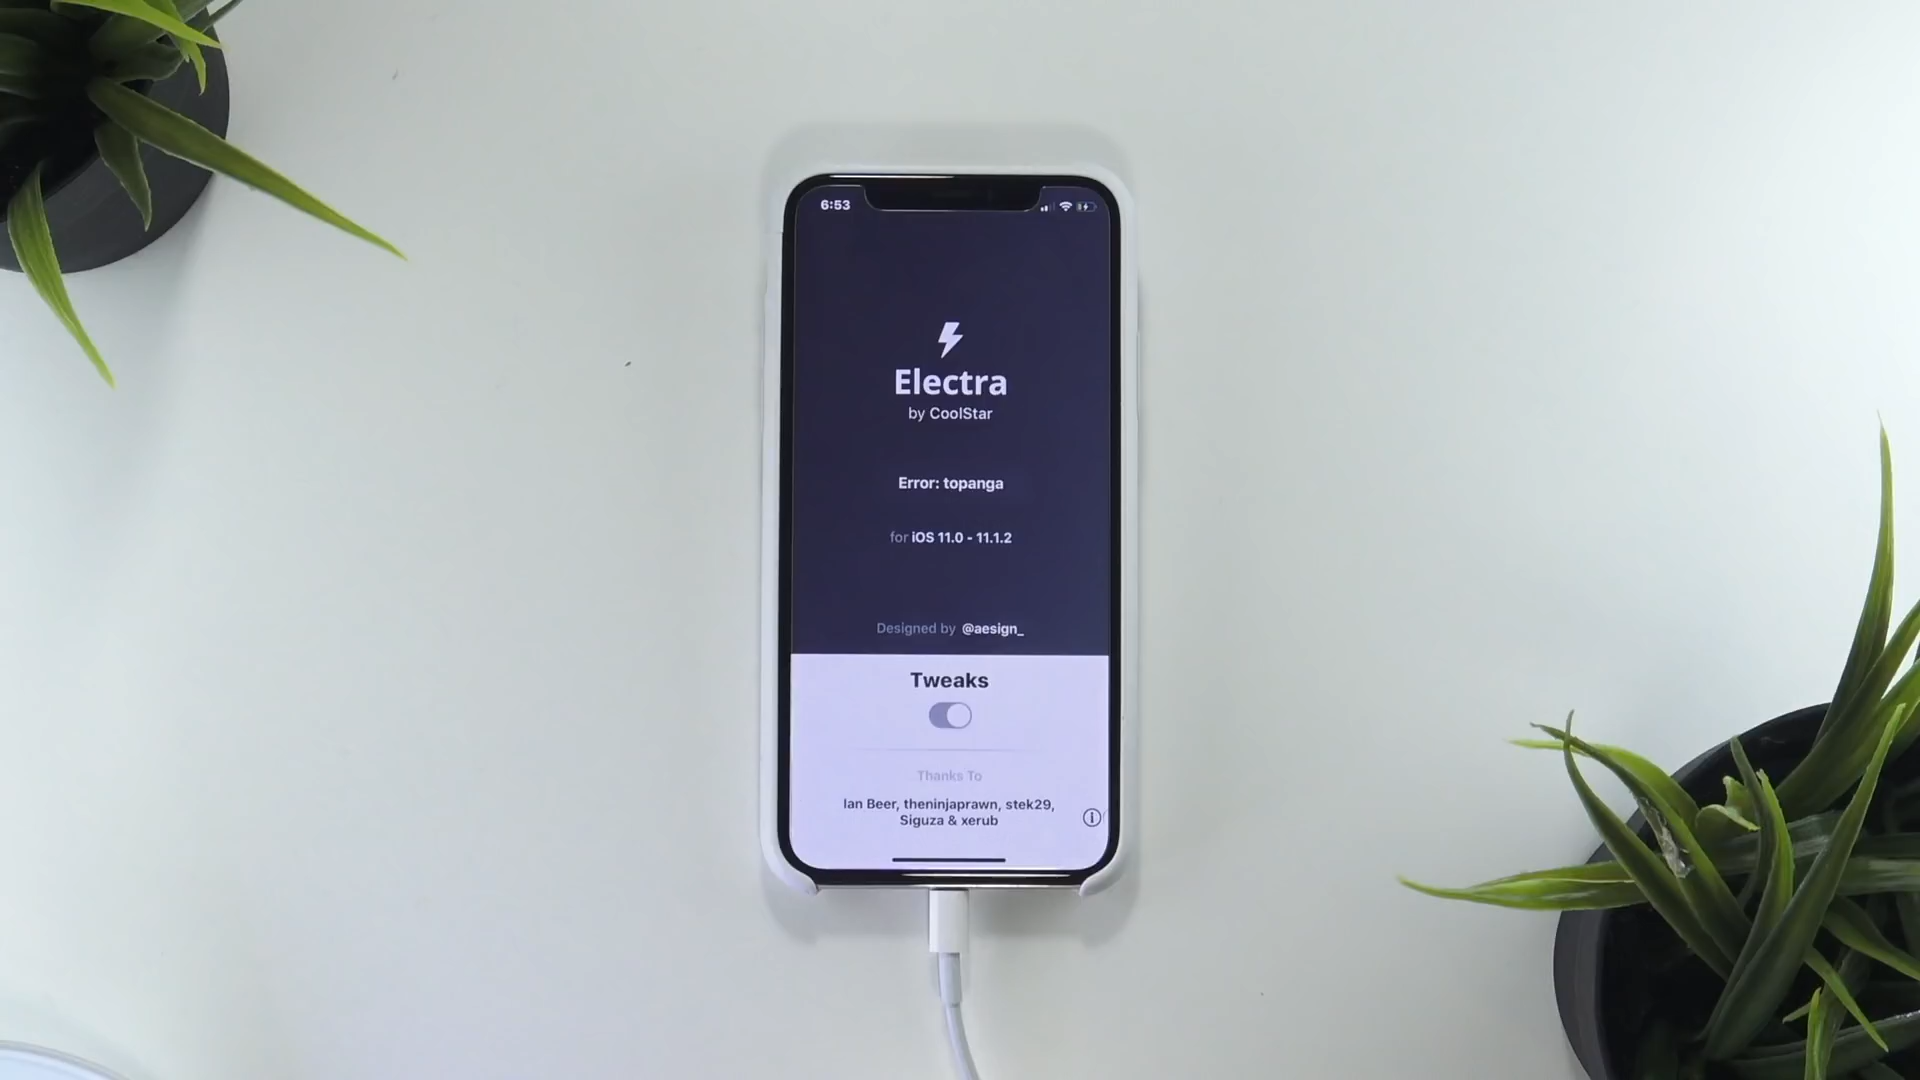 6:53
Electra
by CoolStar
Error: topanga
for iOS 11.0 - 11.1.2
Designed by @aesign_
Tweaks
Thanks To
Ian Beer, theninjaprawn, stek29,
Siguza & xerub